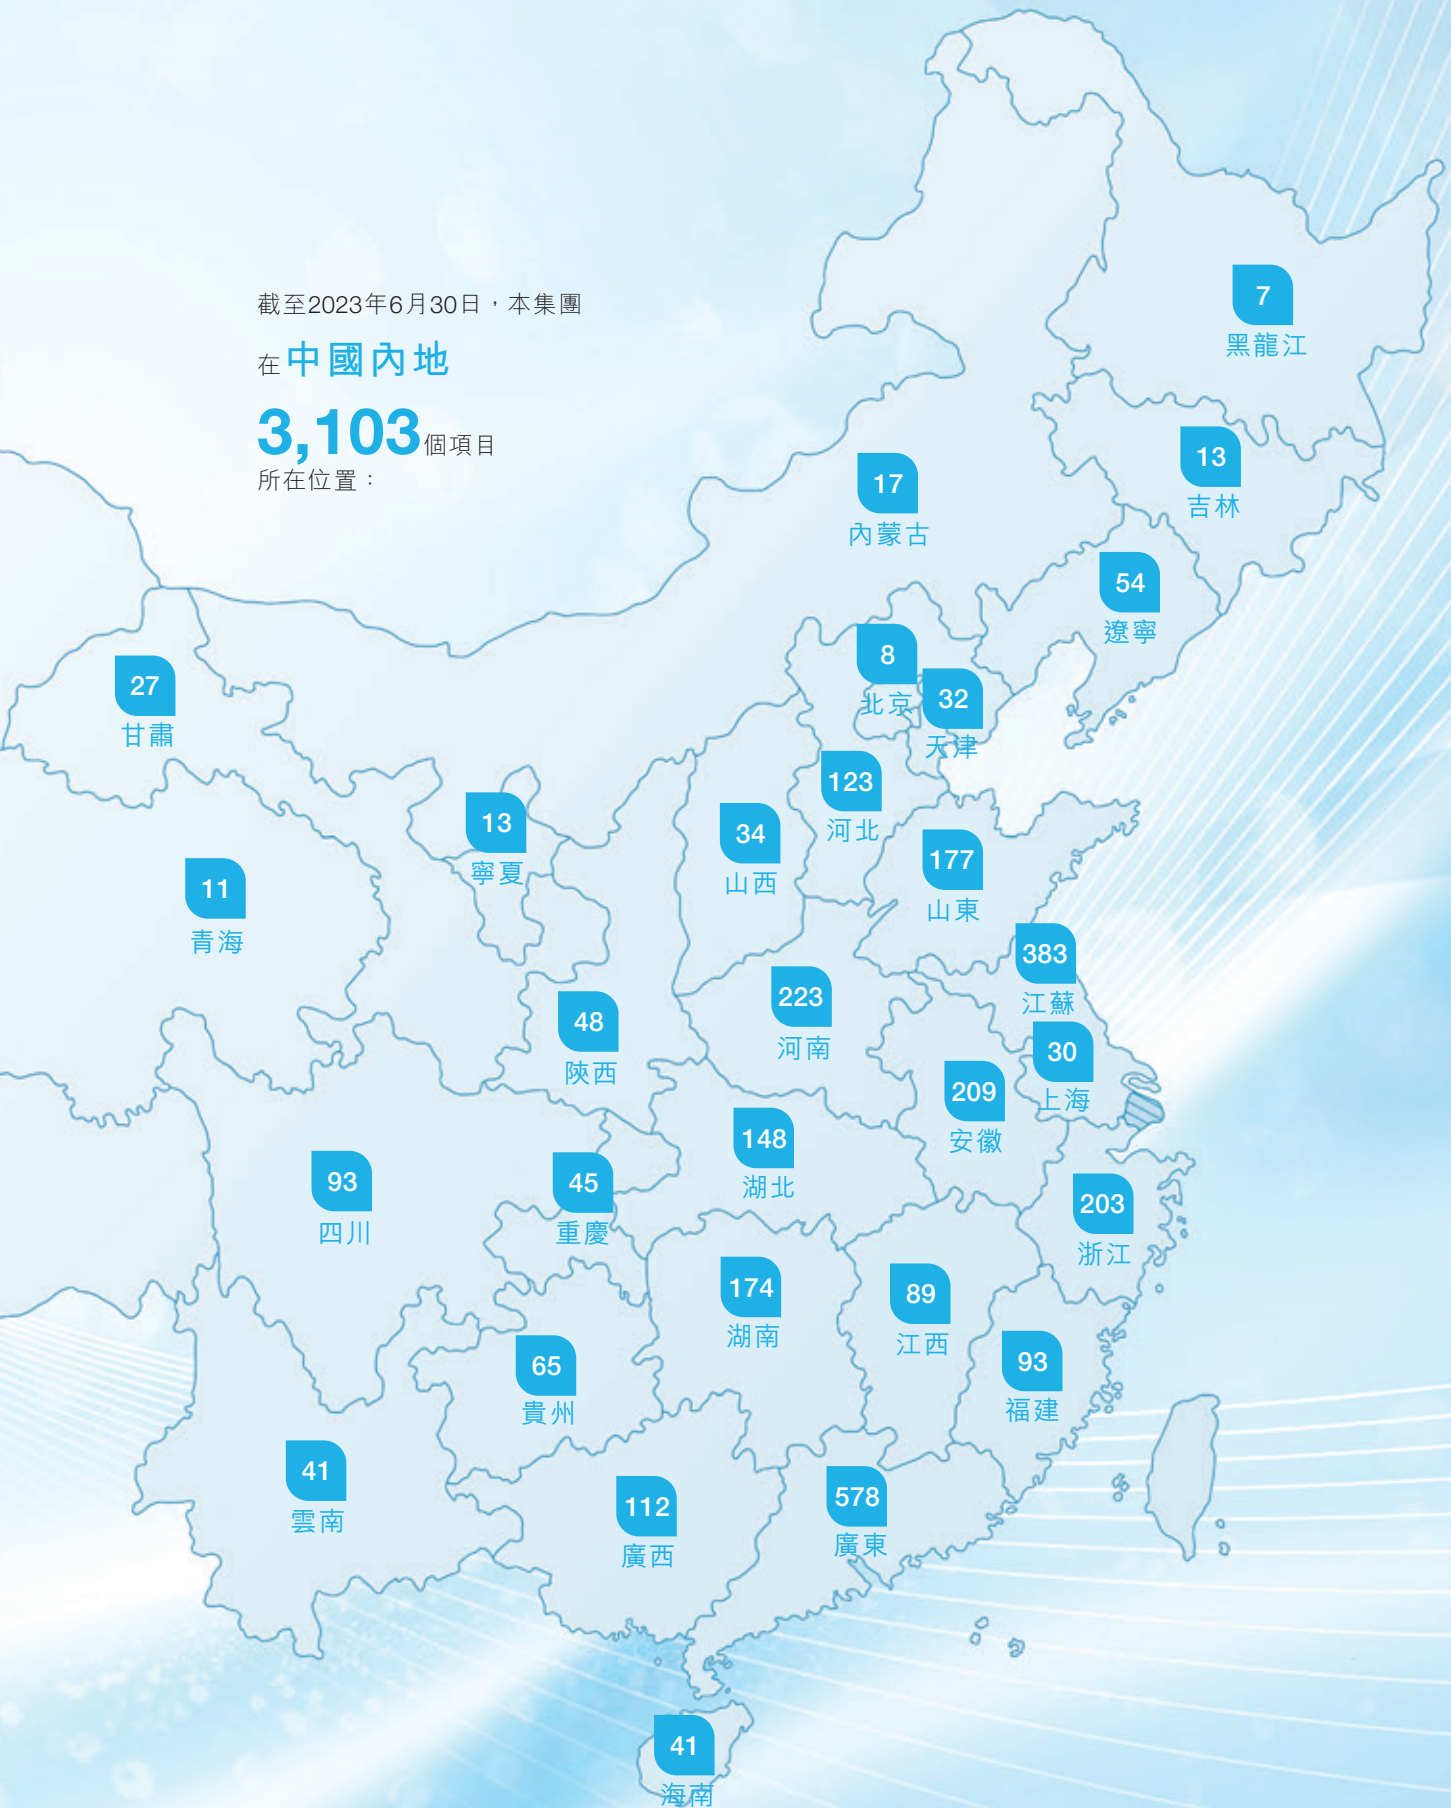 截至2023年6月30日，本集團
在中國內地
3,103個項目
所在位置：
7
黑龍江
13
吉林
17
內蒙古
54
遼寧
8
北京
32
天津
27
甘肅
123
河北
13
寧夏
34
山西
177
山東
11
青海
383
江蘇
223
河南
48
陝西
30
上海
209
安徽
148
湖北
93
四川
45
重慶
203
浙江
174
湖南
89
江西
65
貴州
93
福建
41
雲南
112
廣西
578
廣東
41
海南